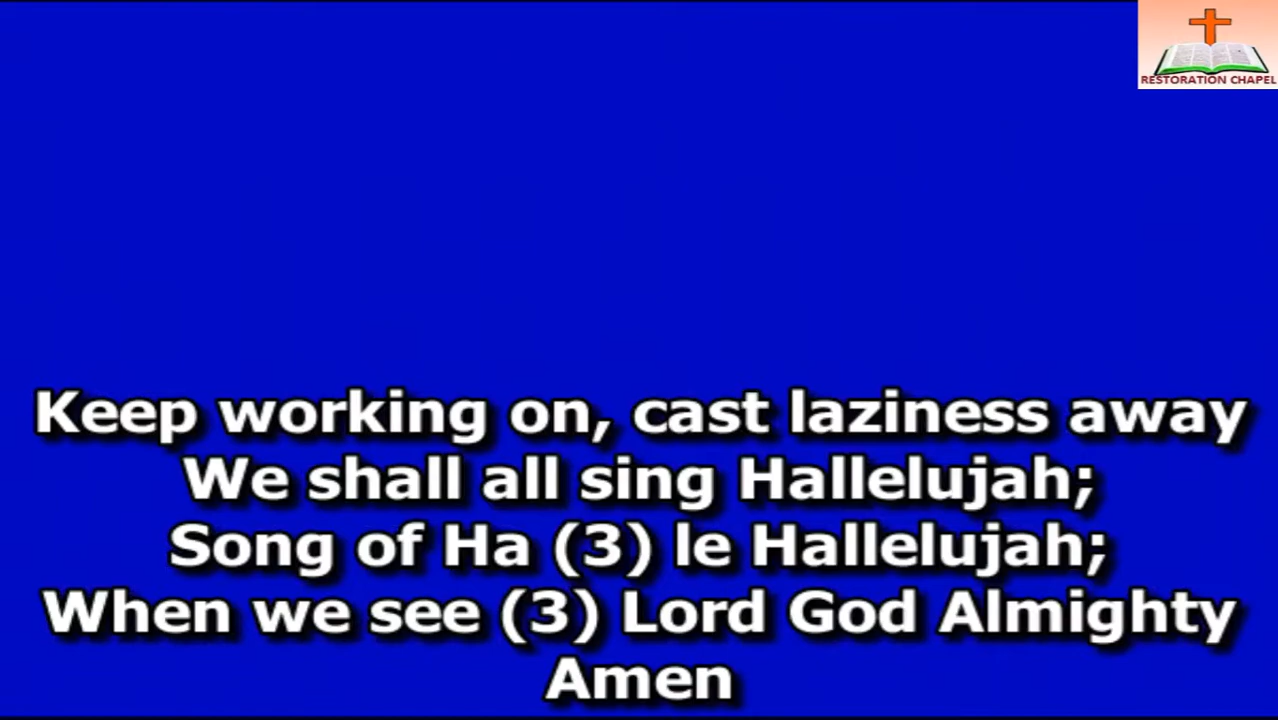 RESTORATION CHAPEL
Keep working on, cast laziness away
We shall all sing Hallelujah;
Song of Ha (3) le Hallelujah;
When we see (3) Lord God Almighty
Amen